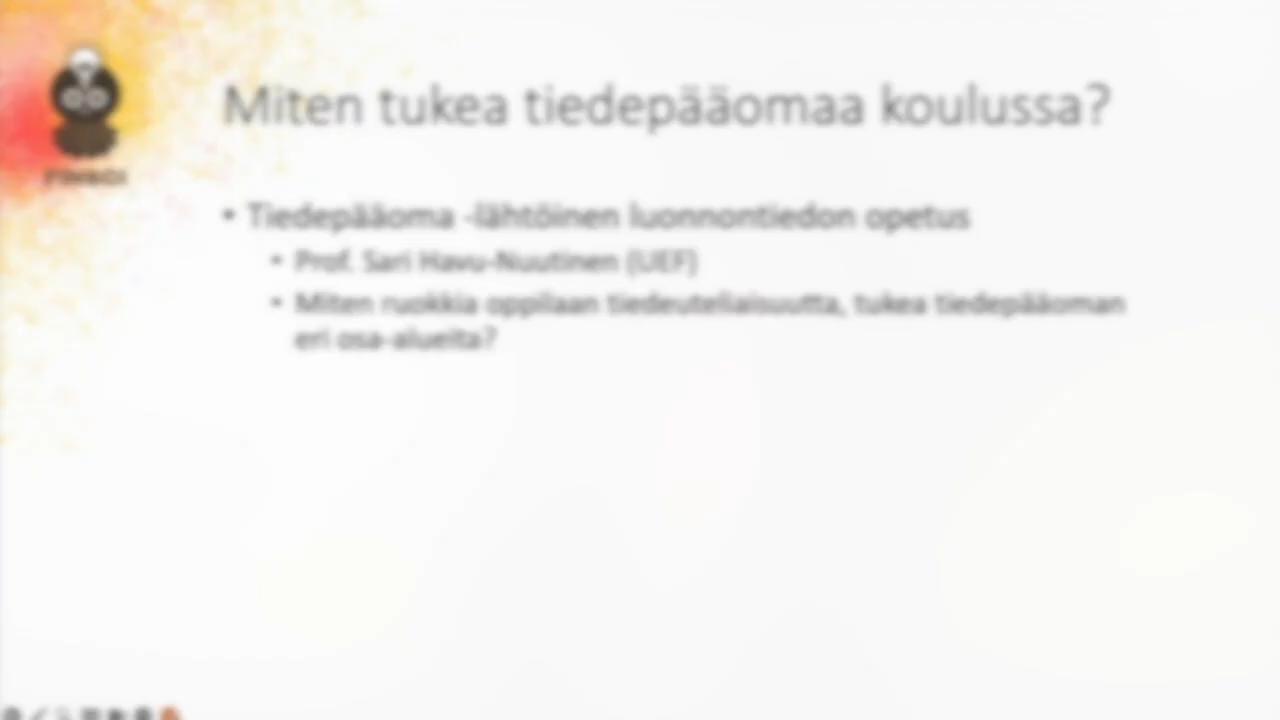 Miten tukea tiedepääomaa koulussa?
• Tiedepääoma -lähtöinen luonnontiedon opetus
• Prof. Sari Havu-Nuutinen (UEF)
• Miten ruokkia oppilaan tiedeuteliaisuutta, tukea tiedepääoman
eri osa-alueita?